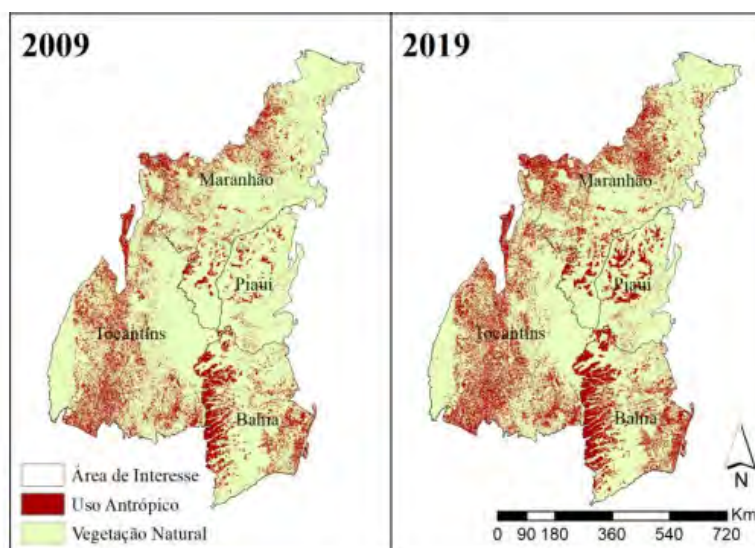 2009
Maranhão
Piauí
Tocantins
Bahia
Área de Interesse
Uso Antrópico
Vegetação Natural
2019
Maranhão
Piauí
Tocantins
Bahia
N
Km
0 90 180 360 540 720